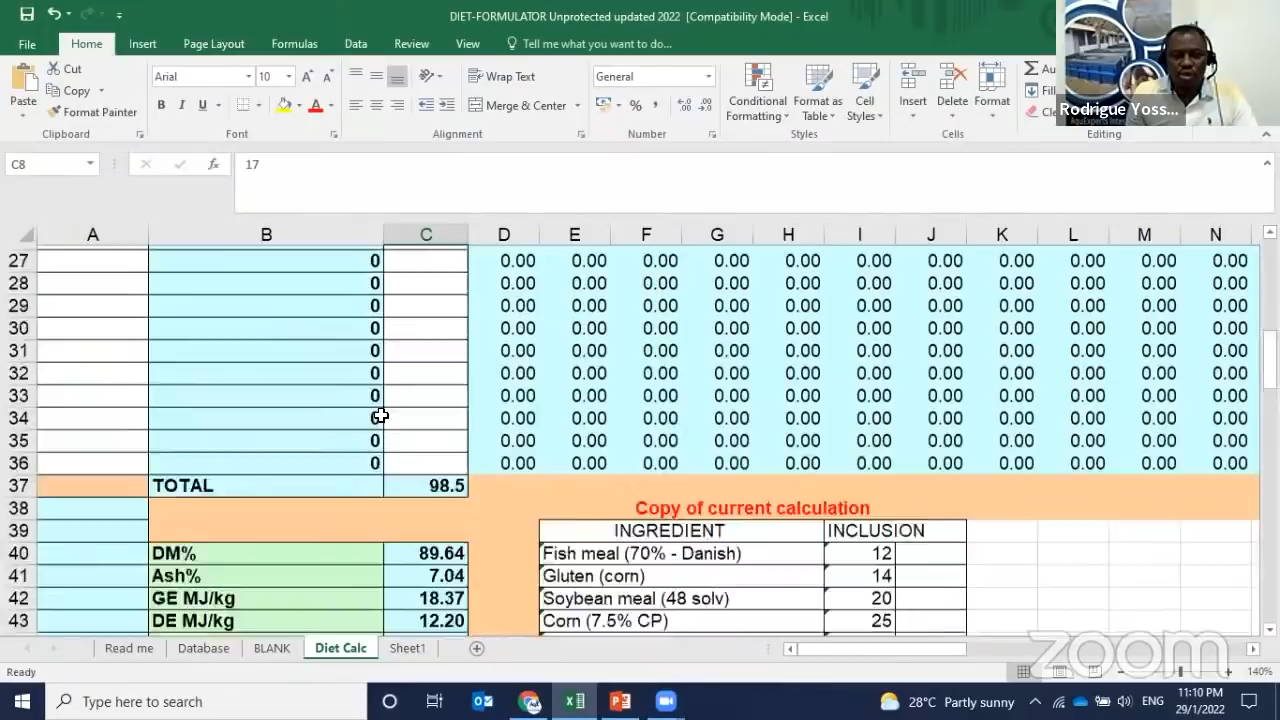 DIET-FORMULATOR Unprotected updated 2022 [Compatibility Mode] - Excel
File Home Insert Page Layout Formulas Data Review View Tell me what you want to do...
Rodrigue Yoss...
Cut
Copy
Format Painter
Paste
Arial 10
Wrap Text
Merge & Center
General
Conditional Formatting
Format as Table
Cell Styles
Insert Delete Format
Clipboard Font Alignment Number Styles Cells Editing
C8 fx 17
A B C D E F G H I J K L M N
27 0 0.00 0.00 0.00 0.00 0.00 0.00 0.00 0.00 0.00 0.00 0.00
28 0 0.00 0.00 0.00 0.00 0.00 0.00 0.00 0.00 0.00 0.00 0.00
29 0 0.00 0.00 0.00 0.00 0.00 0.00 0.00 0.00 0.00 0.00 0.00
30 0 0.00 0.00 0.00 0.00 0.00 0.00 0.00 0.00 0.00 0.00 0.00
31 0 0.00 0.00 0.00 0.00 0.00 0.00 0.00 0.00 0.00 0.00 0.00
32 0 0.00 0.00 0.00 0.00 0.00 0.00 0.00 0.00 0.00 0.00 0.00
33 0 0.00 0.00 0.00 0.00 0.00 0.00 0.00 0.00 0.00 0.00 0.00
34 0 0.00 0.00 0.00 0.00 0.00 0.00 0.00 0.00 0.00 0.00 0.00
35 0 0.00 0.00 0.00 0.00 0.00 0.00 0.00 0.00 0.00 0.00 0.00
36 0 0.00 0.00 0.00 0.00 0.00 0.00 0.00 0.00 0.00 0.00 0.00
37 TOTAL 98.5
38 Copy of current calculation
39 INGREDIENT INCLUSION
40 DM% 89.64 Fish meal (70% - Danish) 12
41 Ash% 7.04 Gluten (corn) 14
42 GE MJ/kg 18.37 Soybean meal (48 solv) 20
43 DE MJ/kg 12.20 Corn (7.5% CP) 25
Read me Database BLANK Diet Calc Sheet1
zoom
Ready 140%
Type here to search
28°C Partly sunny ENG 11:10 PM
29/1/2022